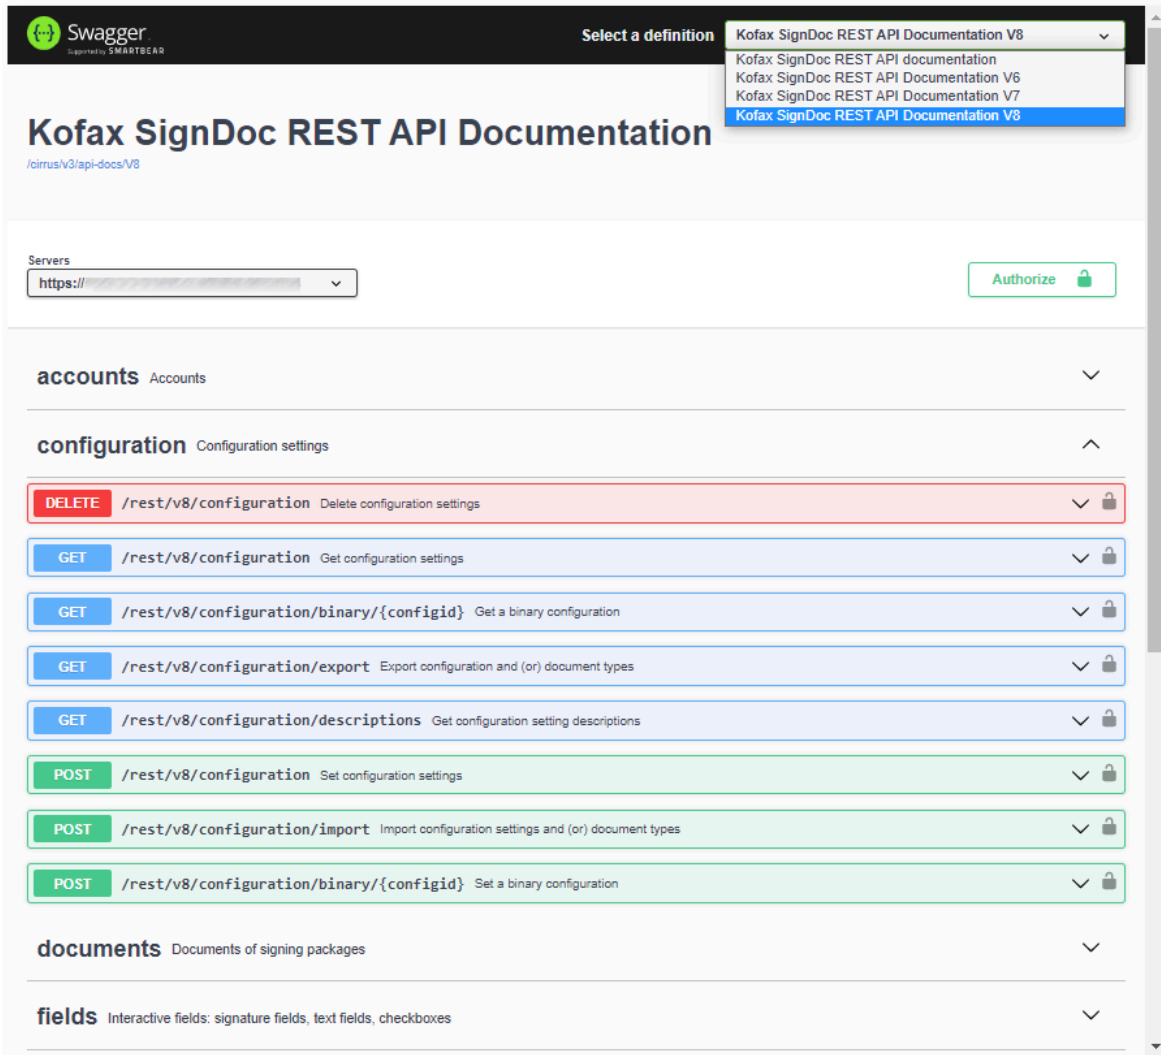 Swagger
Supported by SMARTBEAR
Select a definition
Kofax SignDoc REST API Documentation V8
Kofax SignDoc REST API documentation
Kofax SignDoc REST API Documentation V6
Kofax SignDoc REST API Documentation V7
Kofax SignDoc REST API Documentation V8
Kofax SignDoc REST API Documentation
/cirrus/v3/api-docs/V8
Servers
https://
Authorize
accounts Accounts
configuration Configuration settings
DELETE /rest/v8/configuration Delete configuration settings
GET /rest/v8/configuration Get configuration settings
GET /rest/v8/configuration/binary/{configid} Get a binary configuration
GET /rest/v8/configuration/export Export configuration and (or) document types
GET /rest/v8/configuration/descriptions Get configuration setting descriptions
POST /rest/v8/configuration Set configuration settings
POST /rest/v8/configuration/import Import configuration settings and (or) document types
POST /rest/v8/configuration/binary/{configid} Set a binary configuration
documents Documents of signing packages
fields Interactive fields: signature fields, text fields, checkboxes